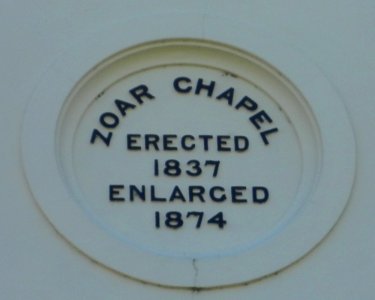 ZOAR CHAPEL
ERECTED
1837
ENLARGED
1874